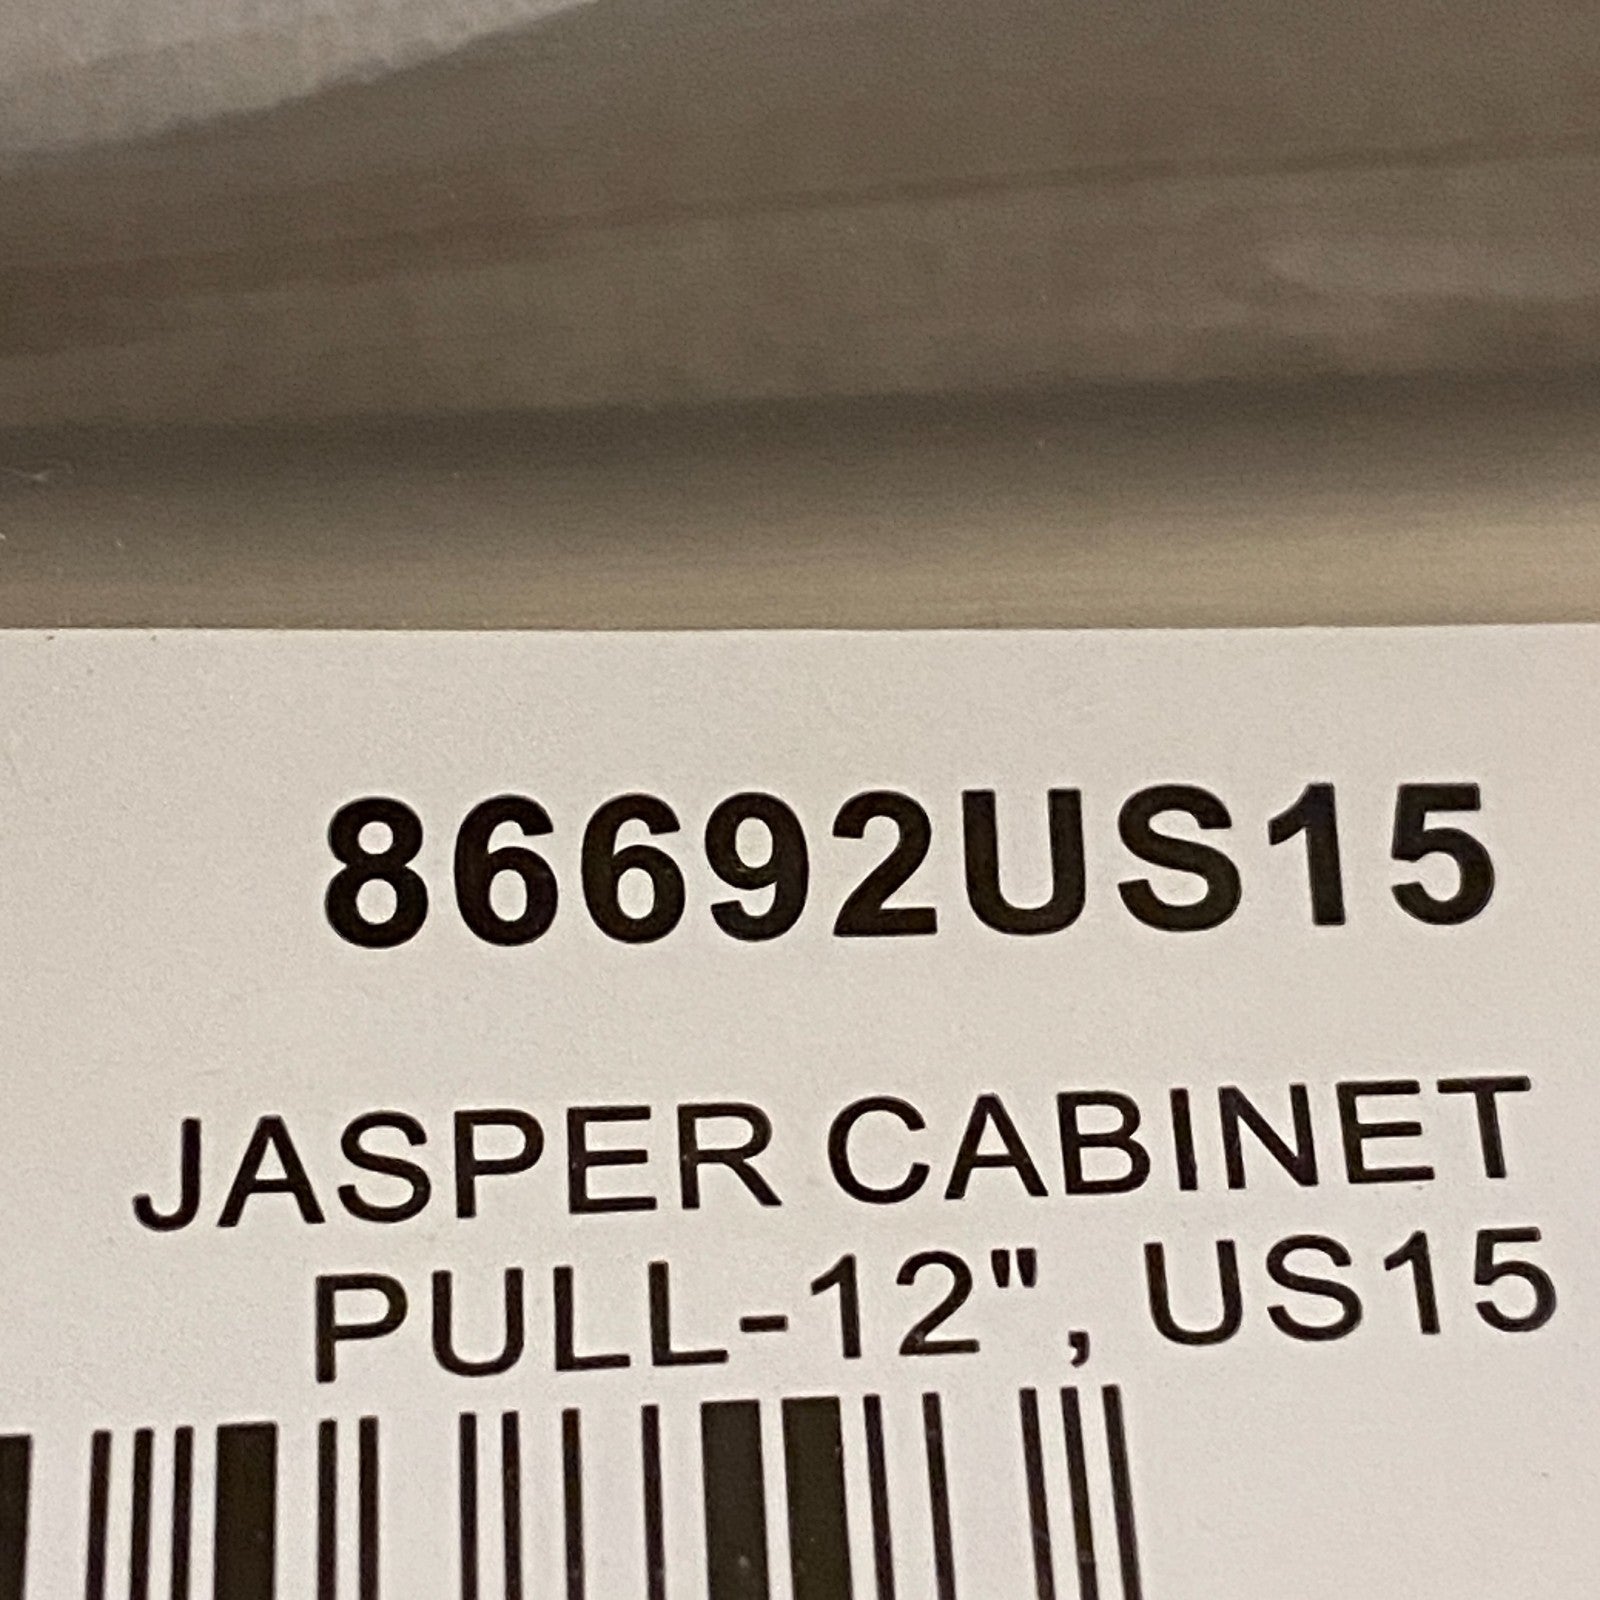 86692US15
JASPER CABINET
PULL-12", US15